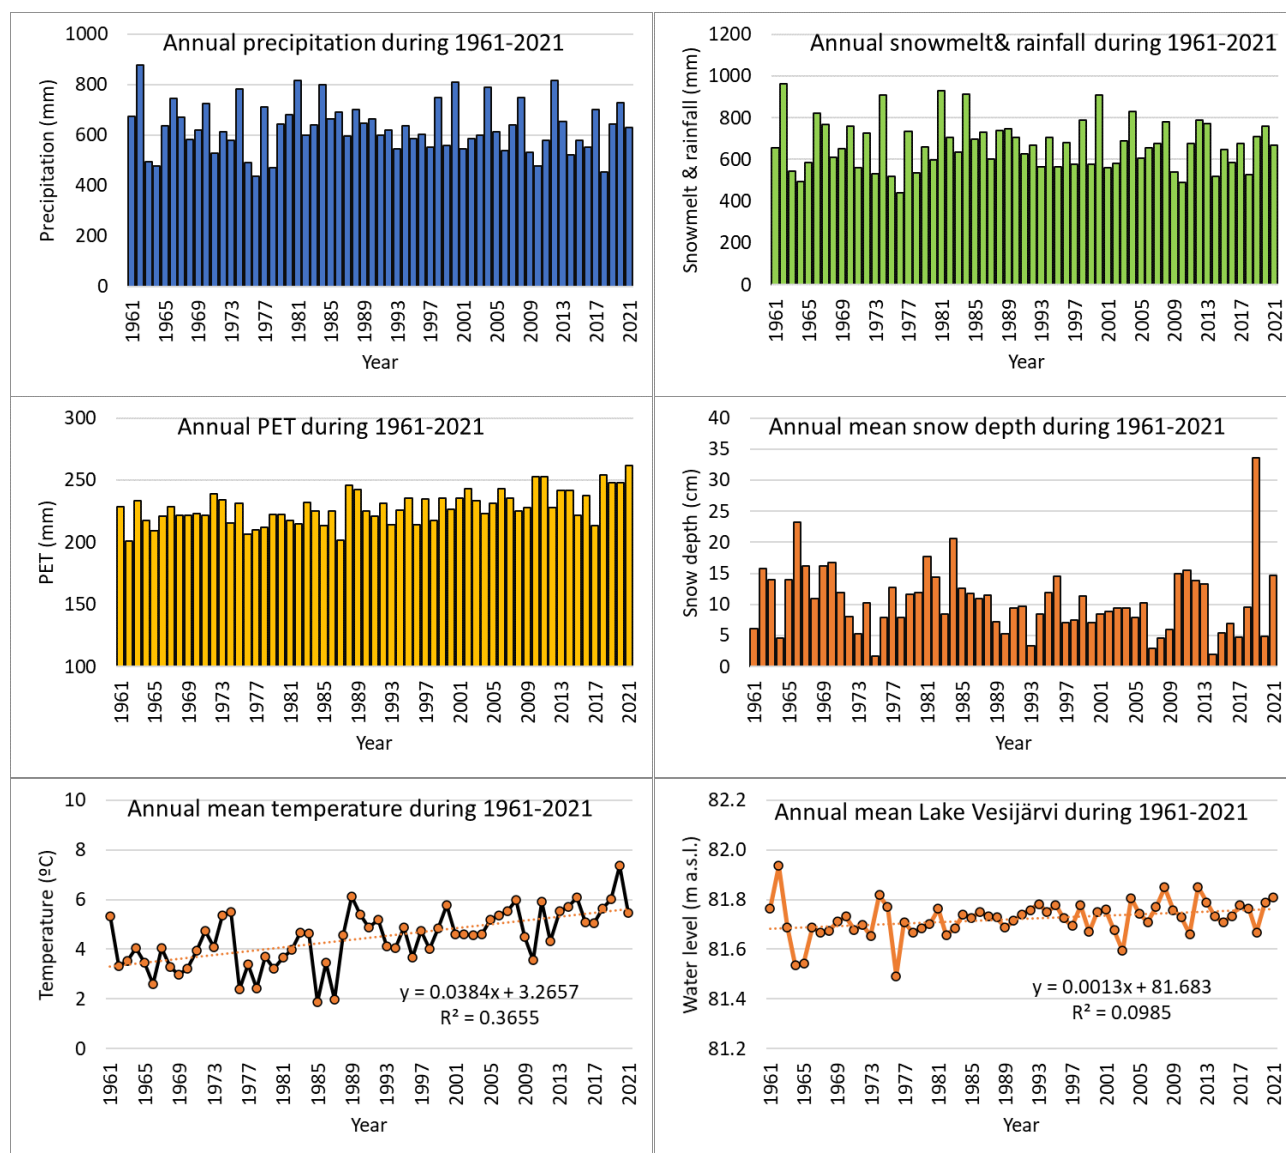 Annual precipitation during 1961-2021
Precipitation (mm)
1000
800
600
400
200
0
1961 1965 1969 1973 1977 1981 1985 1989 1993 1997 2001 2005 2009 2013 2017 2021
Year
Annual snowmelt& rainfall during 1961-2021
Snowmelt & rainfall (mm)
1200
1000
800
600
400
200
0
1961 1965 1969 1973 1977 1981 1985 1989 1993 1997 2001 2005 2009 2013 2017 2021
Year
Annual PET during 1961-2021
PET (mm)
300
250
200
150
100
1961 1965 1969 1973 1977 1981 1985 1989 1993 1997 2001 2005 2009 2013 2017 2021
Year
Annual mean snow depth during 1961-2021
Snow depth (cm)
40
35
30
25
20
15
10
5
0
1961 1965 1969 1973 1977 1981 1985 1989 1993 1997 2001 2005 2009 2013 2017 2021
Year
Annual mean temperature during 1961-2021
Temperature (ºC)
10
8
6
4
2
0
y = 0.0384x + 3.2657
R² = 0.3655
1961 1965 1969 1973 1977 1981 1985 1989 1993 1997 2001 2005 2009 2013 2017 2021
Year
Annual mean Lake Vesijärvi during 1961-2021
Water level (m a.s.l.)
82.2
82.0
81.8
81.6
81.4
81.2
y = 0.0013x + 81.683
R² = 0.0985
1961 1965 1969 1973 1977 1981 1985 1989 1993 1997 2001 2005 2009 2013 2017 2021
Year